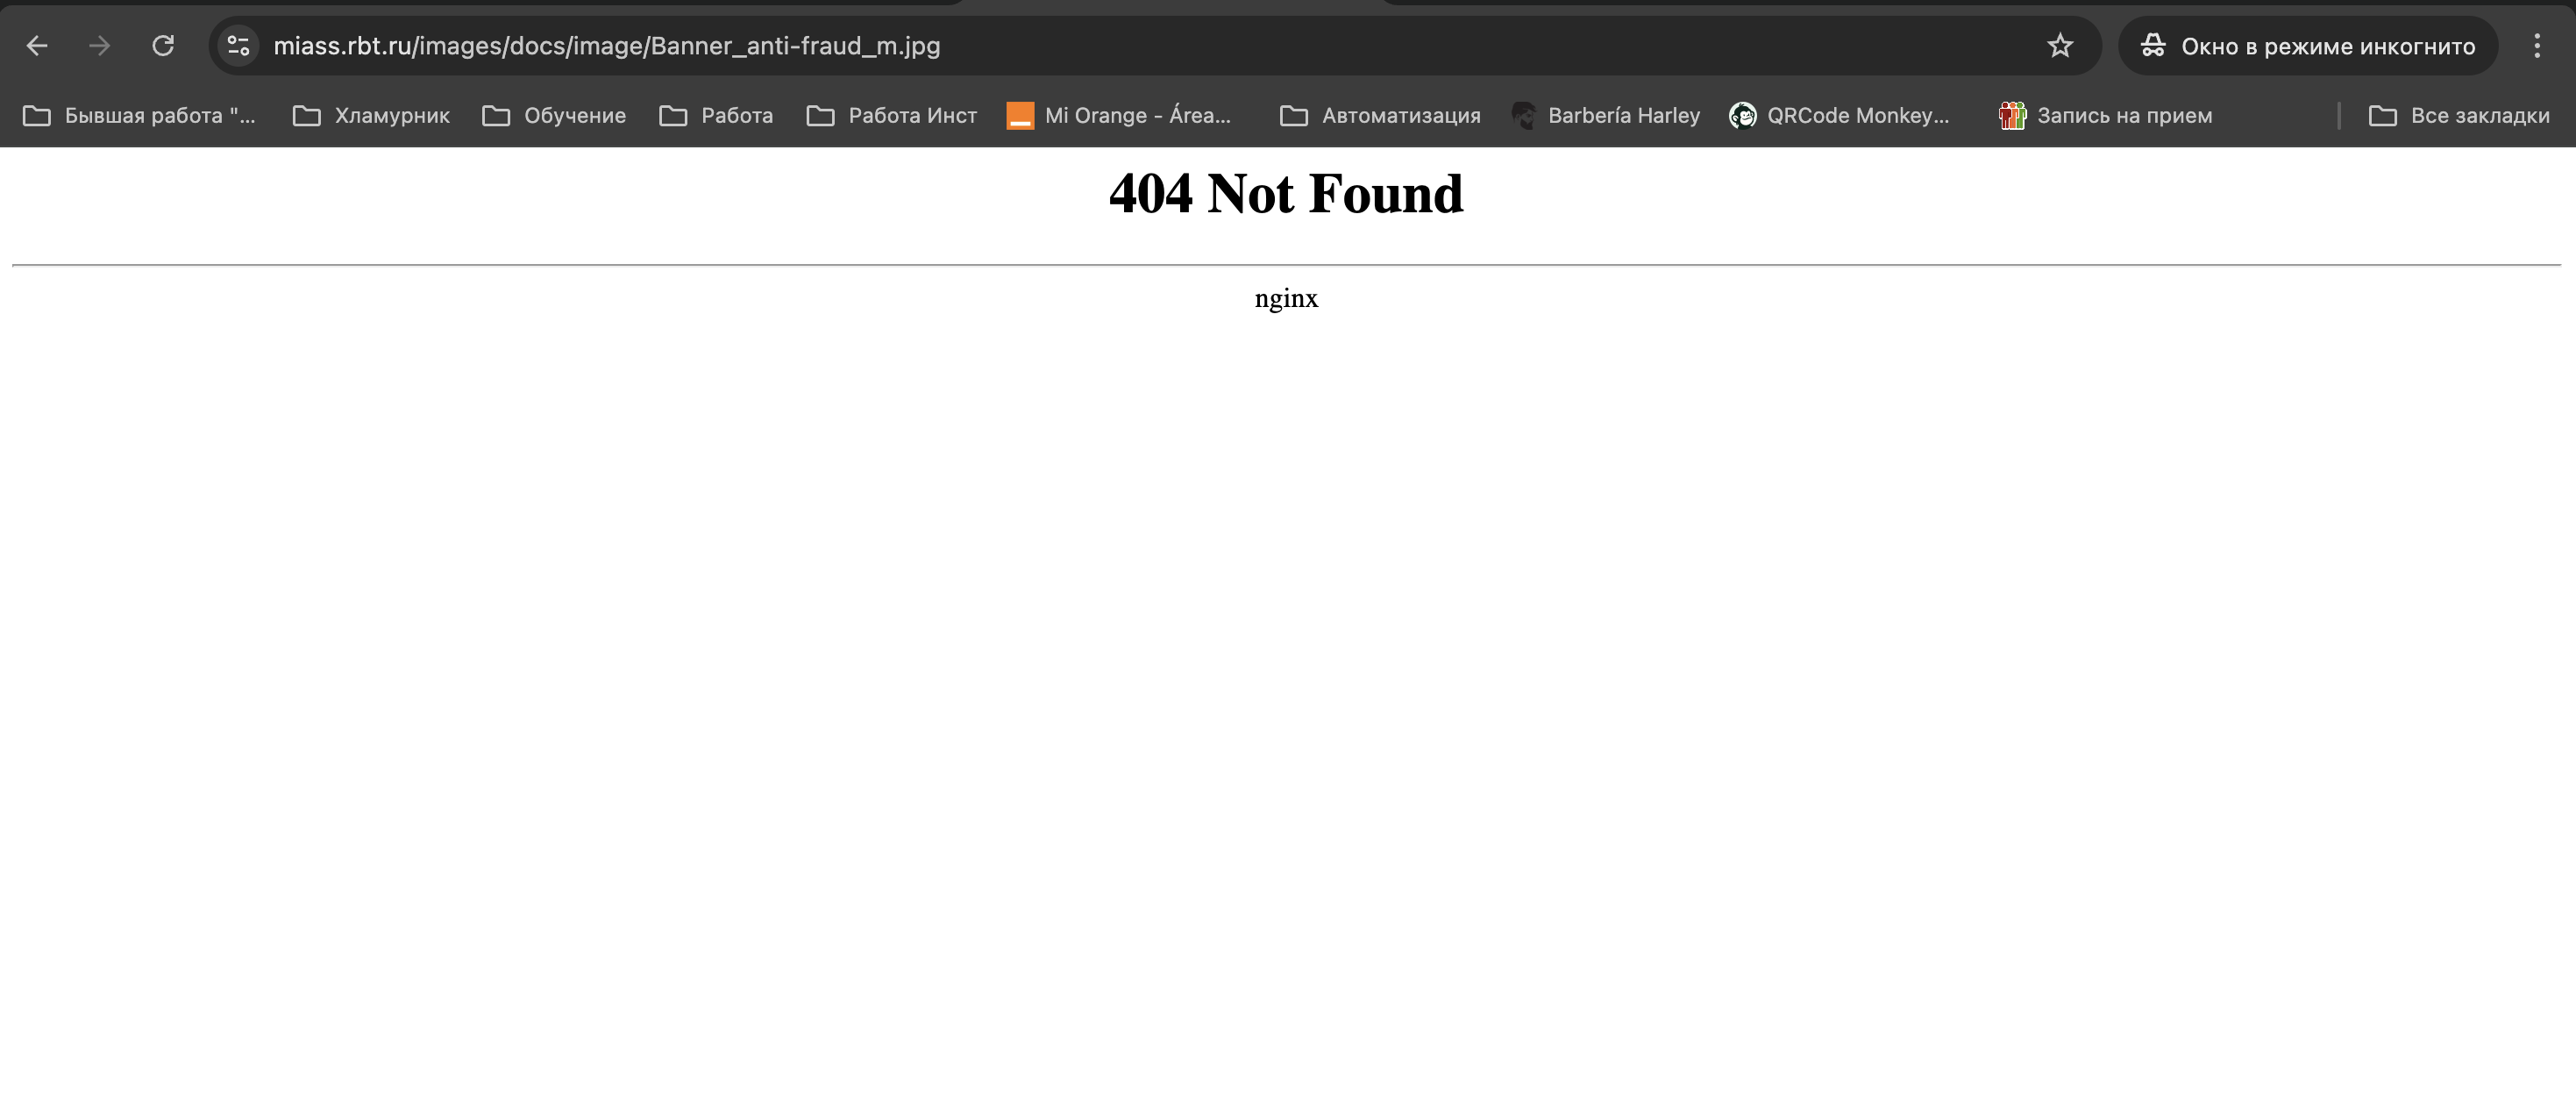 miass.rbt.ru/images/docs/image/Banner_anti-fraud_m.jpg Окно в режиме инкогнито
Бывшая работа "... Хламурник Обучение Работа Работа Инст Mi Orange - Área... Автоматизация Barbería Harley QRCode Monkey... Запись на прием Все закладки
404 Not Found
nginx